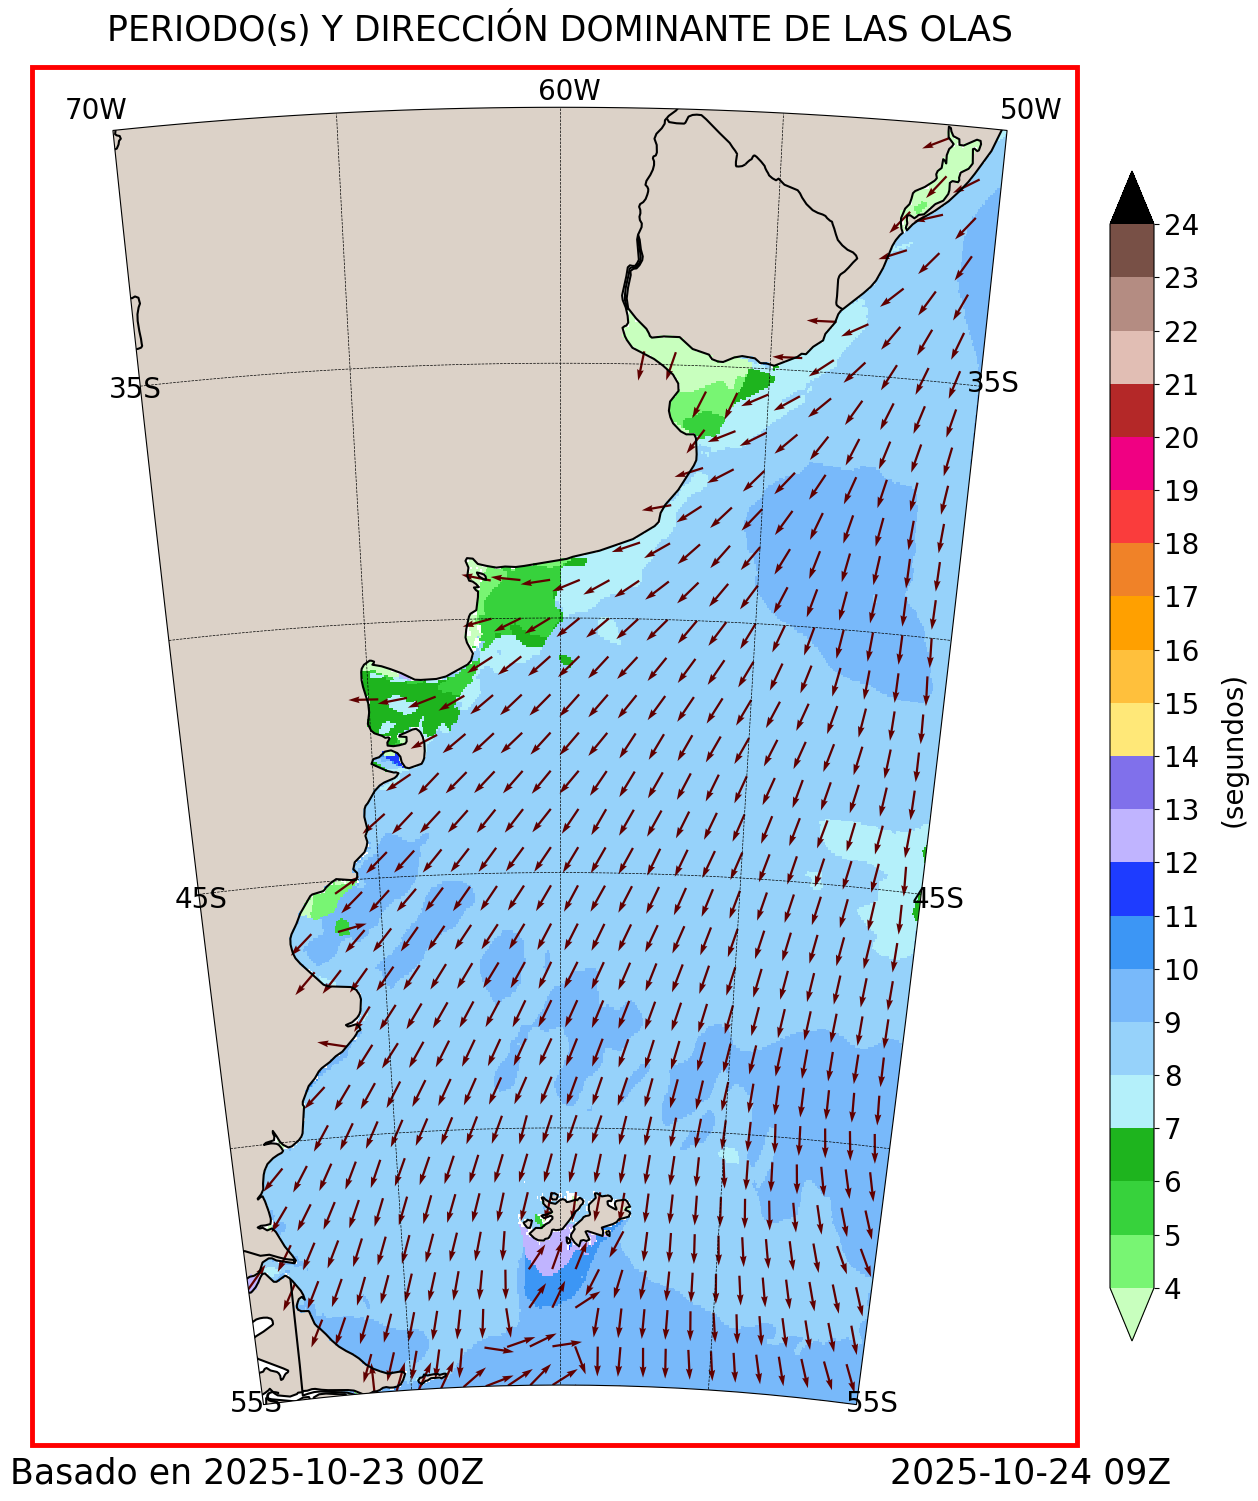 PERIODO(s) Y DIRECCIÓN DOMINANTE DE LAS OLAS
70W
60W
50W
35S
35S
45S
45S
55S
55S
24
23
22
21
20
19
18
17
16
15
14
13
12
11
10
9
8
7
6
5
4
(segundos)
Basado en 2025-10-23 00Z
2025-10-24 09Z